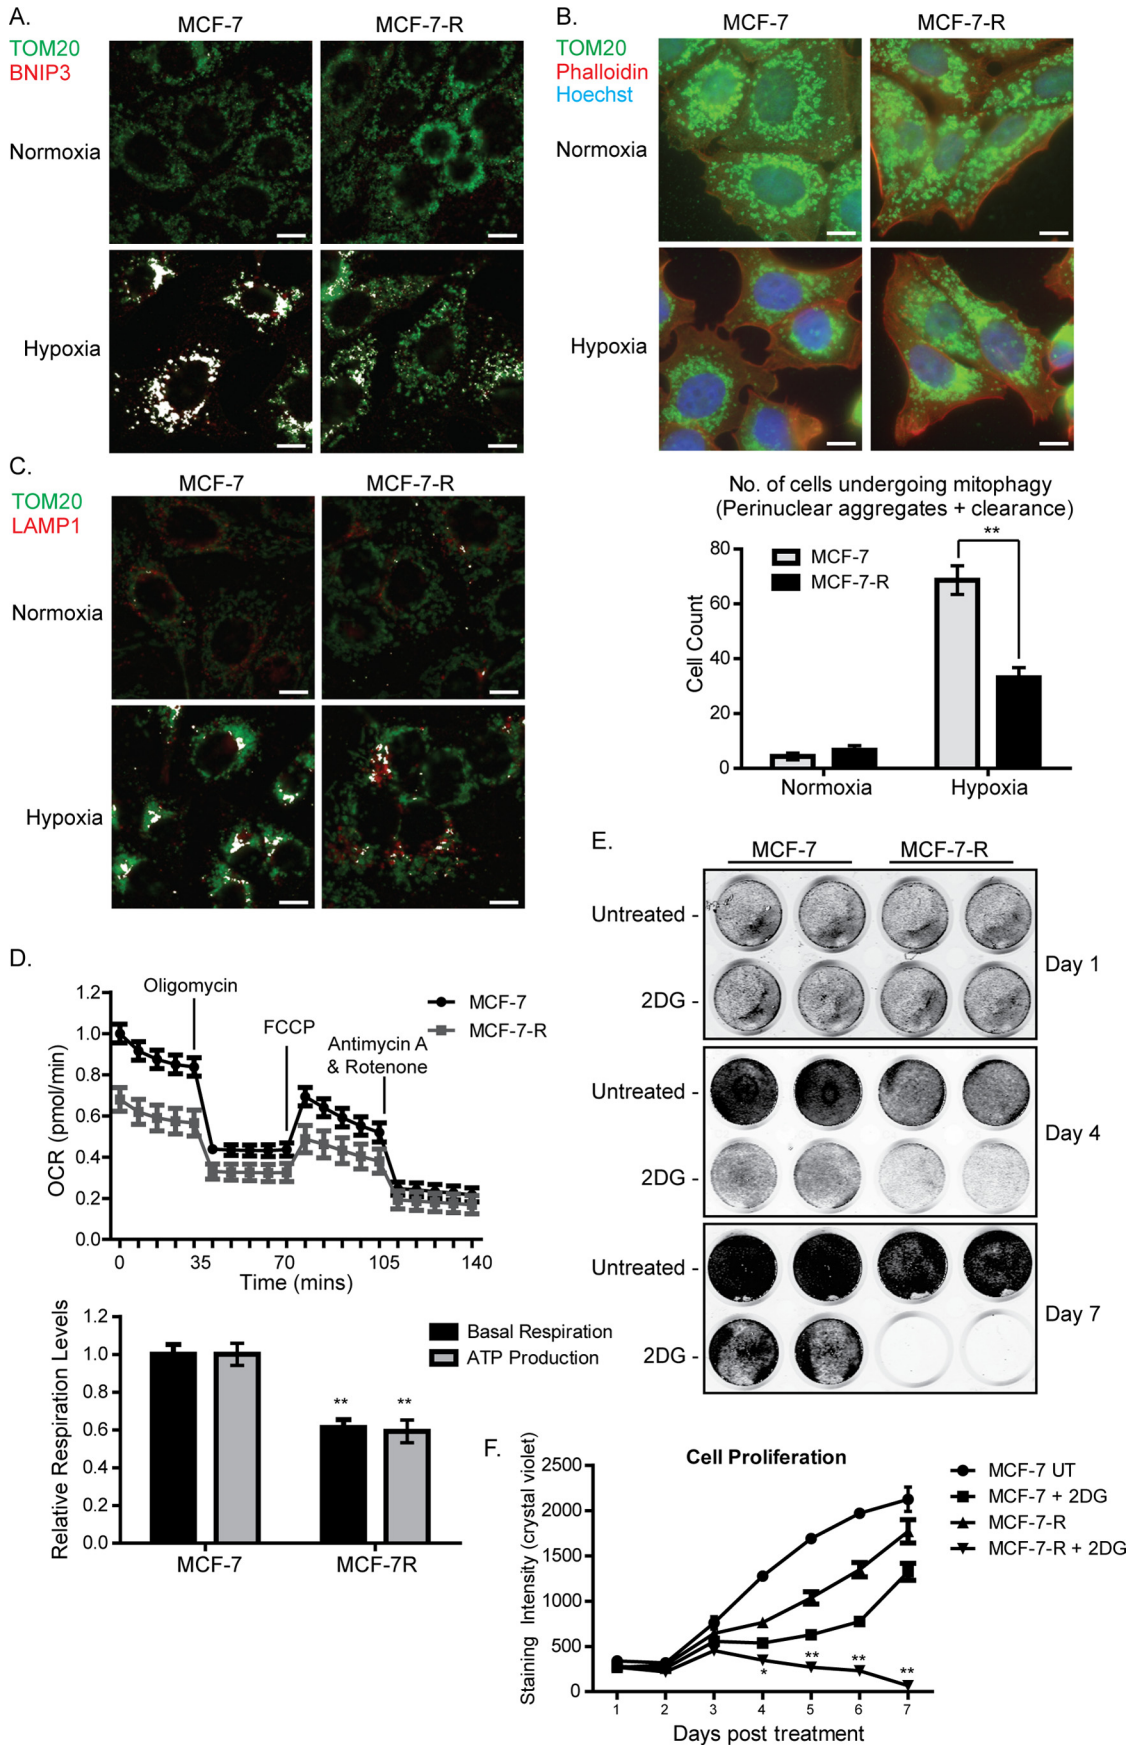 A.
MCF-7 MCF-7-R
TOM20
BNIP3
Normoxia
Hypoxia
B.
MCF-7 MCF-7-R
TOM20
Phalloidin
Hoechst
Normoxia
Hypoxia
No. of cells undergoing mitophagy
(Perinuclear aggregates + clearance)
**
MCF-7
MCF-7-R
Cell Count
80
60
40
20
0
Normoxia Hypoxia
C.
MCF-7 MCF-7-R
TOM20
LAMP1
Normoxia
Hypoxia
D.
Oligomycin
FCCP
Antimycin A
& Rotenone
MCF-7
MCF-7-R
OCR (pmol/min)
1.2
1.0
0.8
0.6
0.4
0.2
0.0
0 35 70 105 140
Time (mins)
Relative Respiration Levels
1.2
1.0
0.8
0.6
0.4
0.2
0.0
Basal Respiration
ATP Production
** **
MCF-7 MCF-7R
E.
MCF-7 MCF-7-R
Untreated -
2DG -
Day 1
Untreated -
2DG -
Day 4
Untreated -
2DG -
Day 7
F.
Cell Proliferation
Staining Intensity (crystal violet)
2500
2000
1500
1000
500
0
MCF-7 UT
MCF-7 + 2DG
MCF-7-R
MCF-7-R + 2DG
* ** ** **
1 2 3 4 5 6 7
Days post treatment